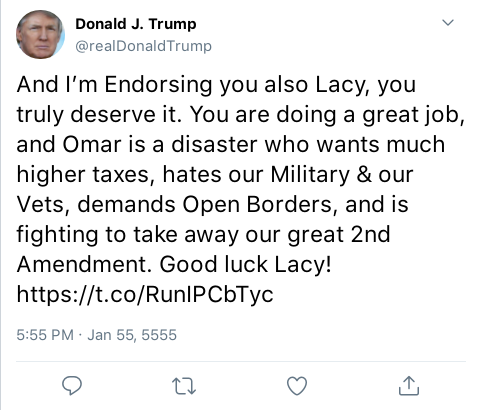 Donald J. Trump
@realDonaldTrump
And I’m Endorsing you also Lacy, you
truly deserve it. You are doing a great job,
and Omar is a disaster who wants much
higher taxes, hates our Military & our
Vets, demands Open Borders, and is
fighting to take away our great 2nd
Amendment. Good luck Lacy!
https://t.co/RunlPCbTyc
5:55 PM · Jan 55, 5555